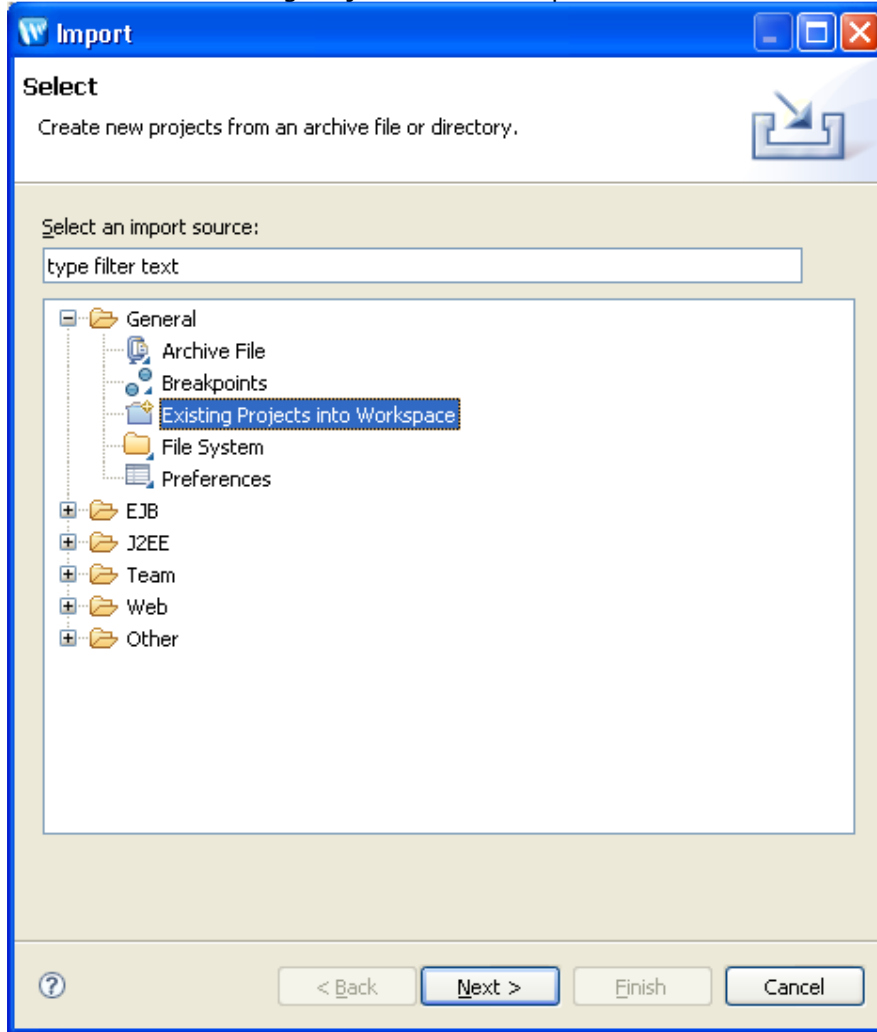 Import
Select
Create new projects from an archive file or directory.
Select an import source:
type filter text
General
Archive File
Breakpoints
Existing Projects into Workspace
File System
Preferences
EJB
J2EE
Team
Web
Other
?
< Back Next > Finish Cancel